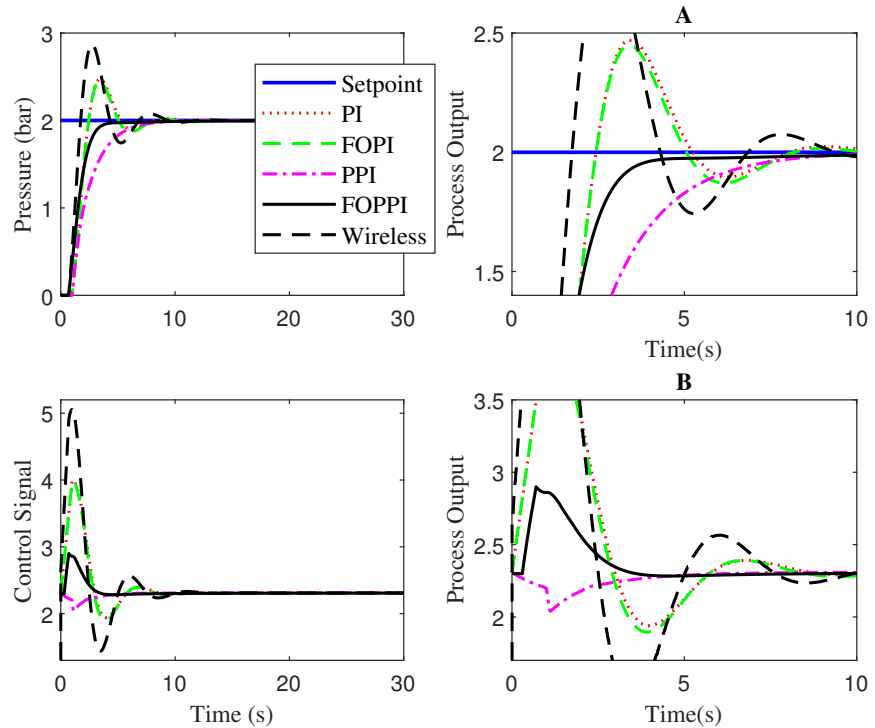 A
3
2
1
0
0
10
20
30
Pressure (bar)
Setpoint
PI
FOPI
PPI
FOPPI
Wireless
2.5
2
1.5
0
5
10
Process Output
Time(s)
B
5
4
3
2
0
10
20
30
Control Signal
Time (s)
3.5
3
2.5
2
0
5
10
Process Output
Time(s)